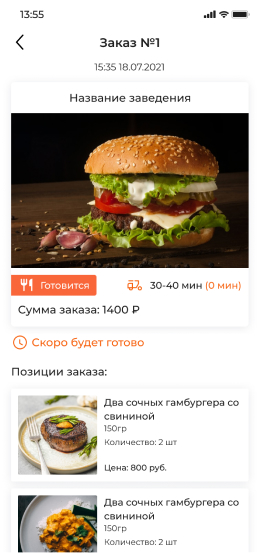 13:55
Заказ №1
15:35 18.07.2021
Название заведения
Готовится
30-40 мин (0 мин)
Сумма заказа: 1400 ₽
Скоро будет готово
Позиции заказа:
Два сочных гамбургера со
свининой
150гр
Количество: 2 шт
Цена: 800 руб.
Два сочных гамбургера со
свининой
150гр
Количество: 2 шт